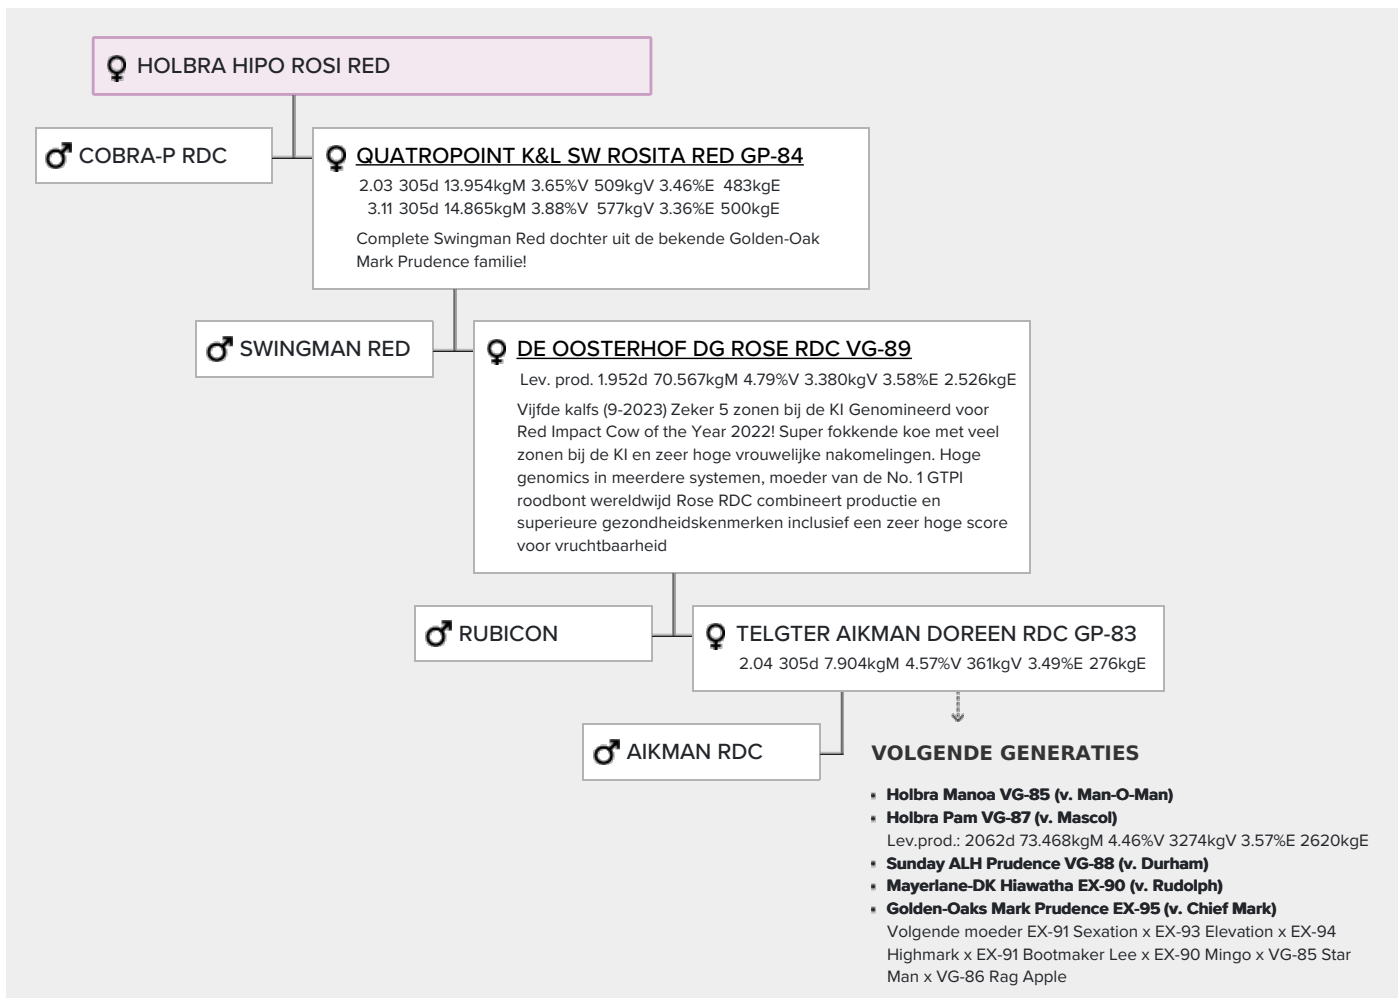 HOLBRA HIPO ROSI RED
COBRA-P RDC
QUATROPOINT K&L SW ROSITA RED GP-84
2.03 305d 13.954kgM 3.65%V 509kgV 3.46%E 483kgE
3.11 305d 14.865kgM 3.88%V 577kgV 3.36%E 500kgE
Complete Swingman Red dochter uit de bekende Golden-Oak
Mark Prudence familie!
SWINGMAN RED
DE OOSTERHOF DG ROSE RDC VG-89
Lev. prod. 1.952d 70.567kgM 4.79%V 3.380kgV 3.58%E 2.526kgE
Vijfde kalfs (9-2023) Zeker 5 zonen bij de KI Genomineerd voor
Red Impact Cow of the Year 2022! Super fokkende koe met veel
zonen bij de KI en zeer hoge vrouwelijke nakomelingen. Hoge
genomics in meerdere systemen, moeder van de No. 1 GTPI
roodbont wereldwijd Rose RDC combineert productie en
superieure gezondheidskenmerken inclusief een zeer hoge score
voor vruchtbaarheid
RUBICON
TELGTER AIKMAN DOREEN RDC GP-83
2.04 305d 7.904kgM 4.57%V 361kgV 3.49%E 276kgE
AIKMAN RDC
VOLGENDE GENERATIES
Holbra Manoa VG-85 (v. Man-O-Man)
Holbra Pam VG-87 (v. Mascol)
Lev.prod.: 2062d 73.468kgM 4.46%V 3274kgV 3.57%E 2620kgE
Sunday ALH Prudence VG-88 (v. Durham)
Mayerlane-DK Hiawatha EX-90 (v. Rudolph)
Golden-Oaks Mark Prudence EX-95 (v. Chief Mark)
Volgende moeder EX-91 Sexation x EX-93 Elevation x EX-94
Highmark x EX-91 Bootmaker Lee x EX-90 Mingo x VG-85 Star
Man x VG-86 Rag Apple